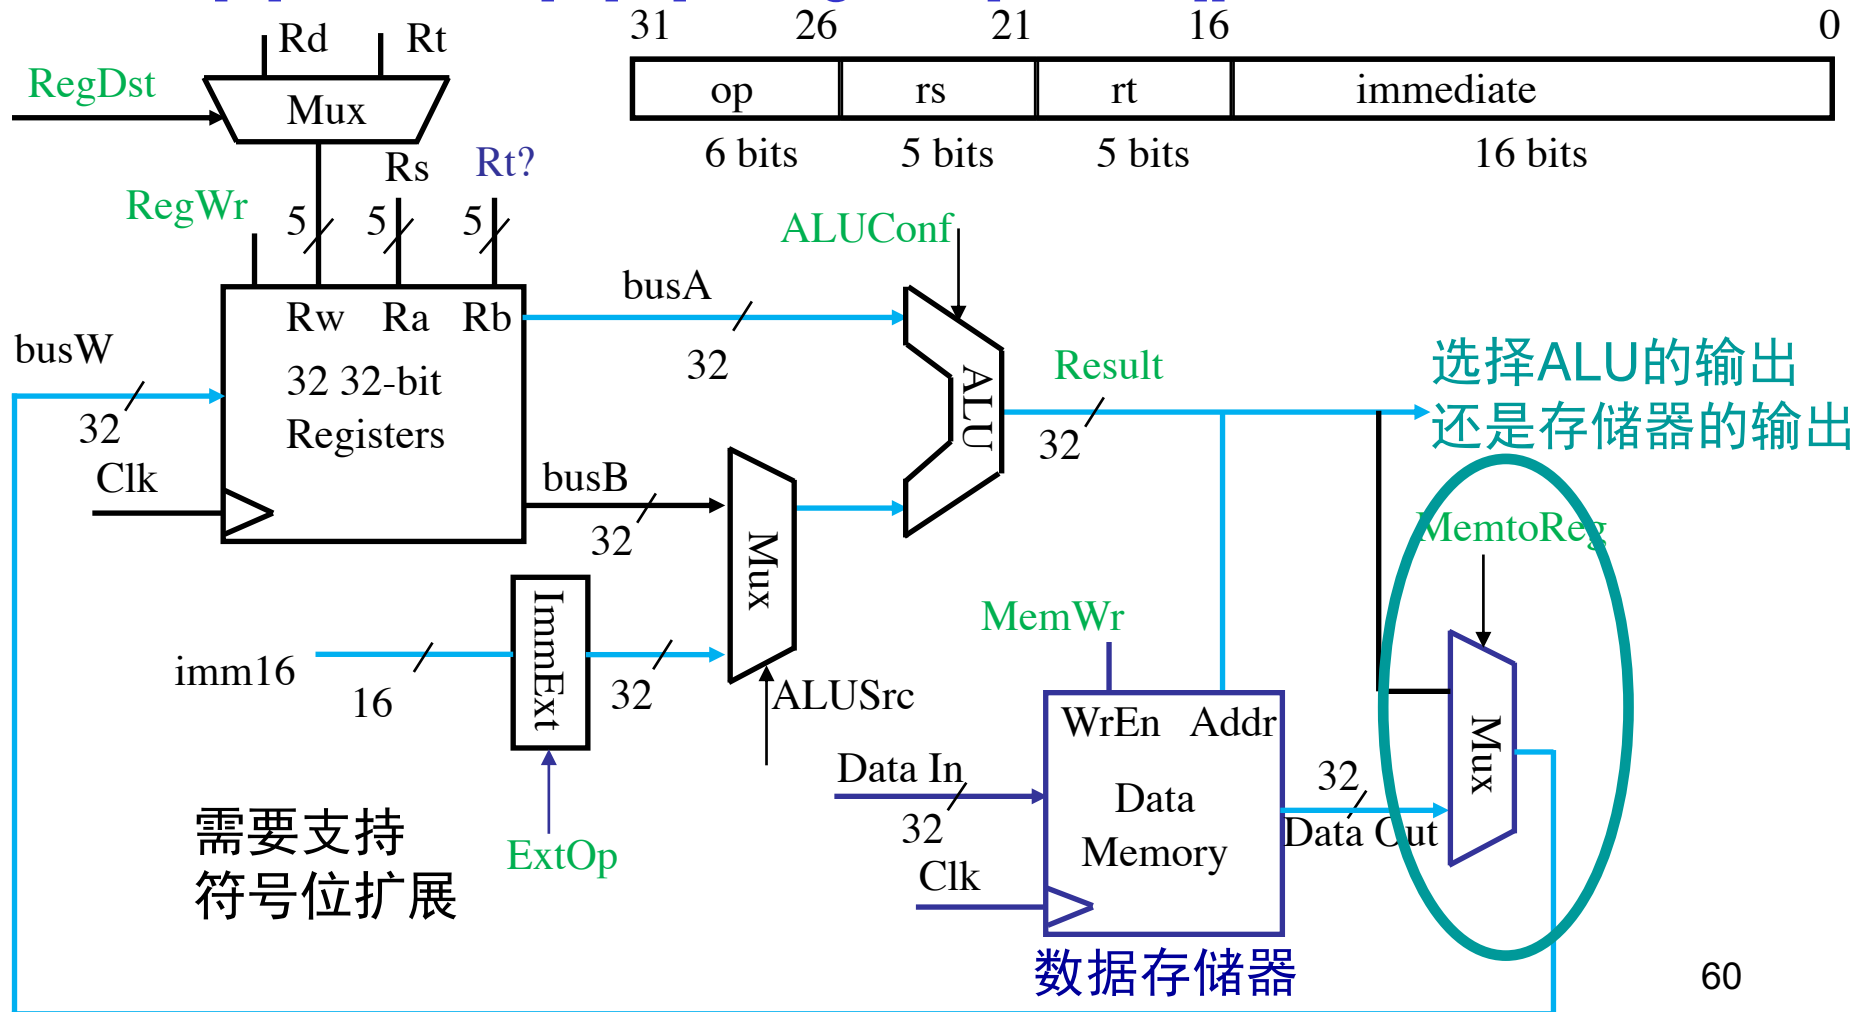 31 26 21 16 0
Rd Rt
RegDst
Mux
op rs rt immediate
6 bits 5 bits 5 bits 16 bits
Rs Rt?
RegWr
5 5 5
ALUConf
busA
32
Rw Ra Rb
busW
32
32 32-bit
Registers
Clk
busB
32
ALU
Result
32
选择ALU的输出
还是存储器的输出
MemtoReg
Mux
imm16
16
ImmExt
32
ALUSrc
ExtOp
需要支持
符号位扩展
MemWr
WrEn Addr
Data In
32
Data
Memory
Clk
32
Data Out
Mux
数据存储器
60